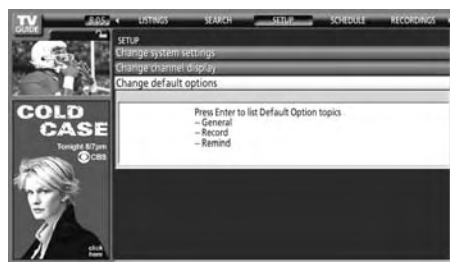 TV
GUIDE
8:05
LISTINGS SEARCH SETUP SCHEDULE RECORDINGS
SETUP
Change system settings
Change channel display
Change default options
Press Enter to list Default Option topics
– General
– Record
– Remind
COLD
CASE
Tonight 8/7pm
CBS
click
here